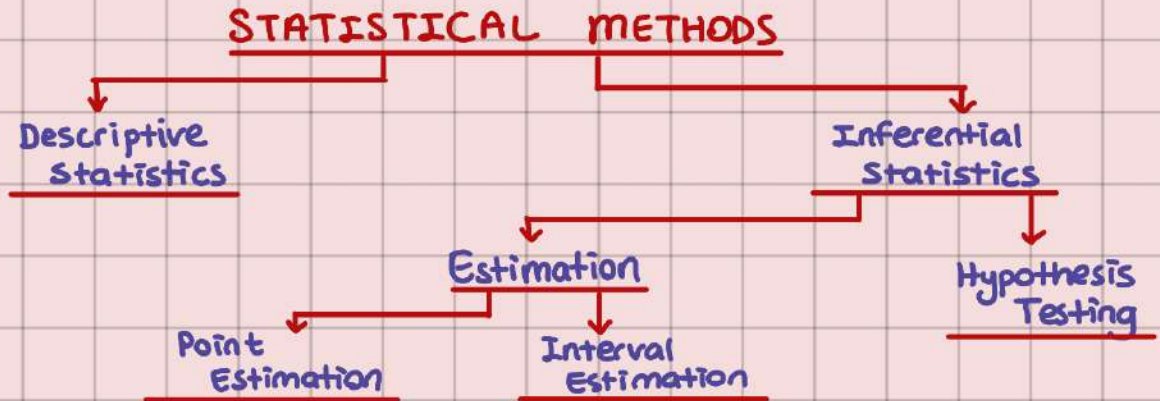 STATISTICAL METHODS
Descriptive
Statistics
Inferential
Statistics
Estimation
Hypothesis
Testing
Point
Estimation
Interval
Estimation